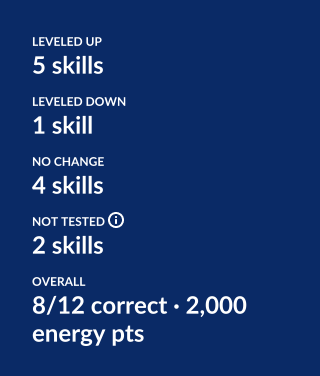 LEVELED UP
5 skills
LEVELED DOWN
1 skill
NO CHANGE
4 skills
NOT TESTED
2 skills
OVERALL
8/12 correct · 2,000
energy pts